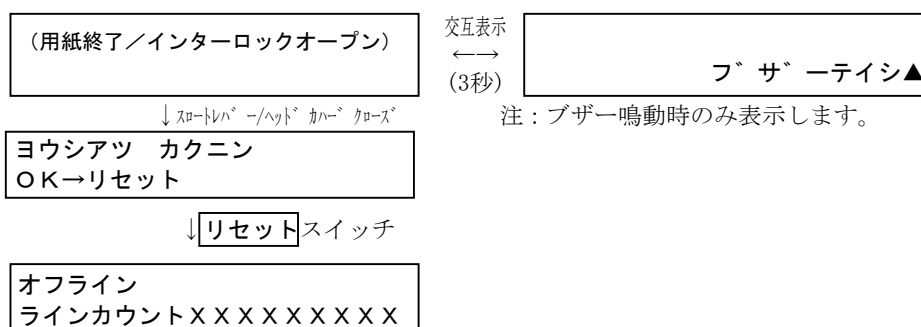 (用紙終了／インターロックオープン)
交互表示
←→
(3秒)
ブザーテイシ▲
↓ｽﾛｰﾄﾚﾊﾞｰ/ﾍｯﾄﾞｶﾊｰﾞｸﾛｰｽﾞ
注：ブザー鳴動時のみ表示します。
ヨウシアツ　カクニン
ＯＫ→リセット
↓リセットスイッチ
オフライン
ラインカウントＸＸＸＸＸＸＸＸＸ